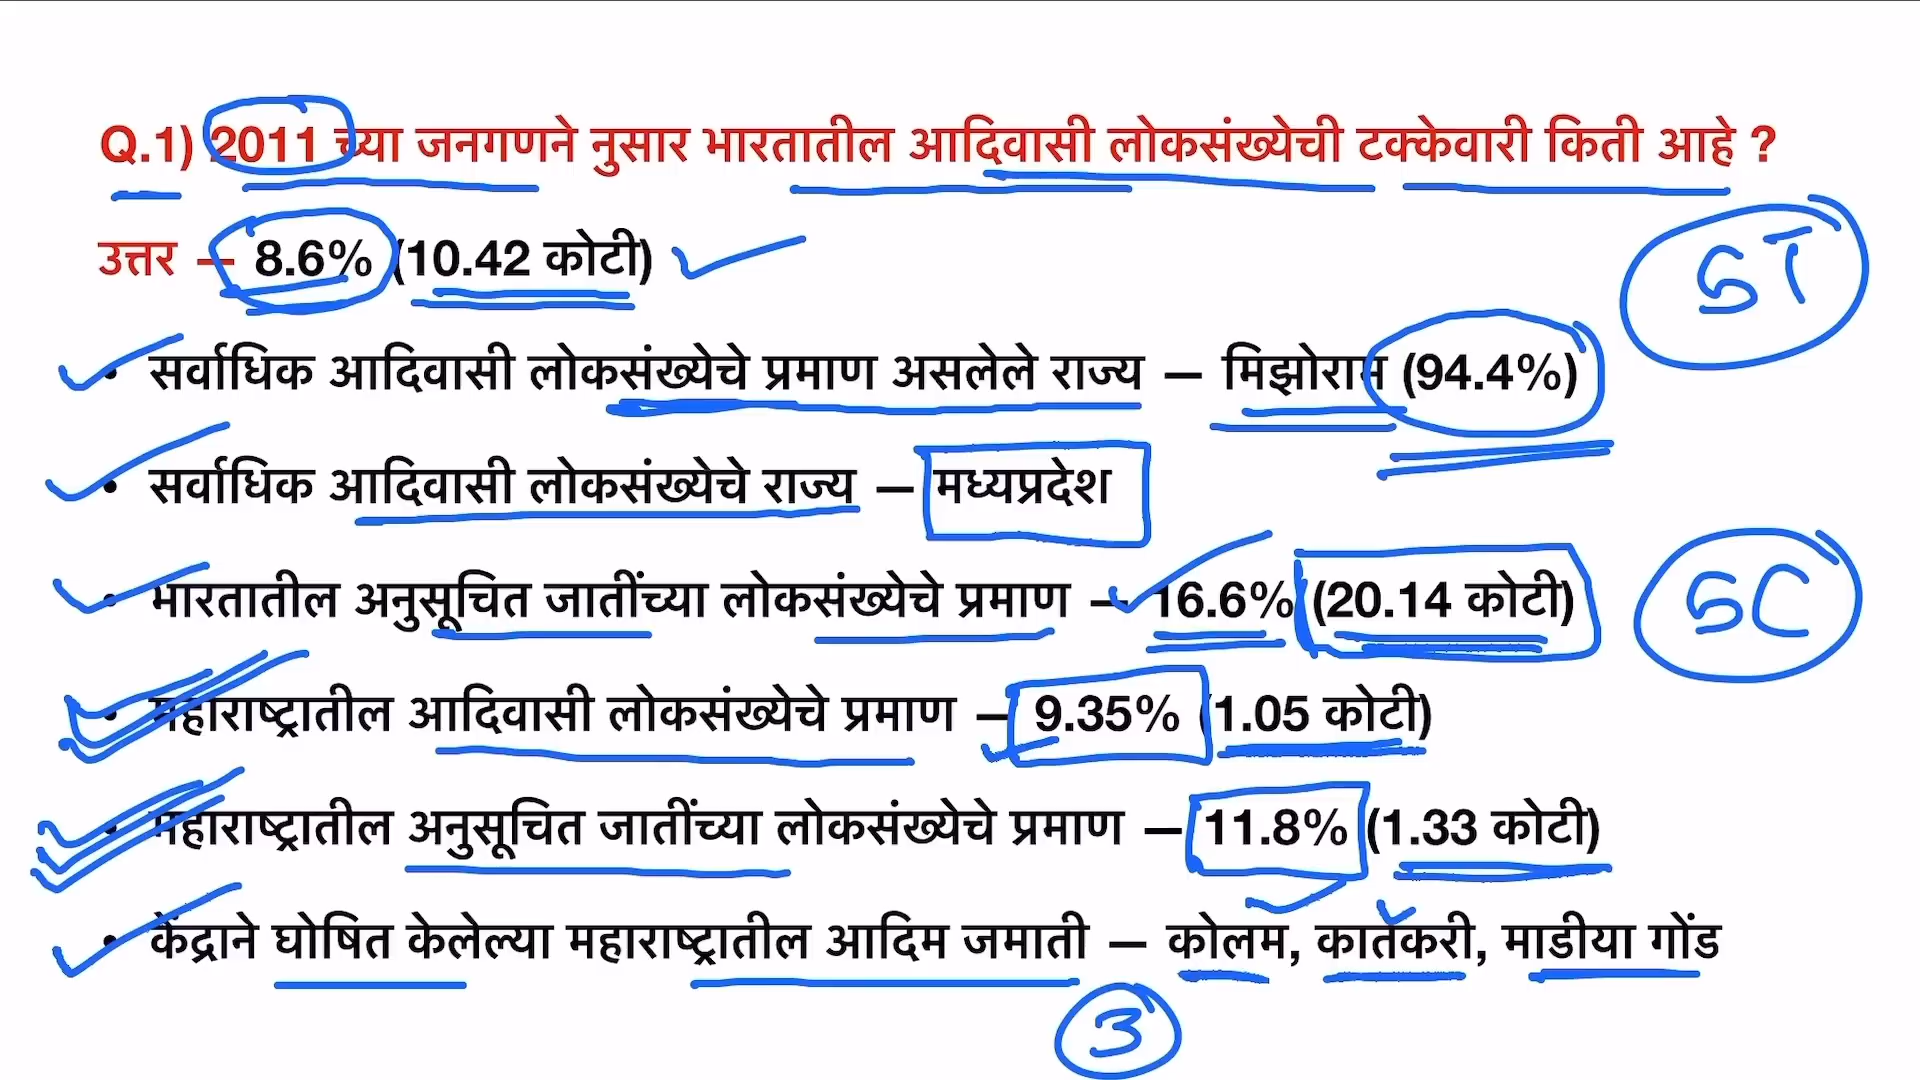 Q.1) 2011 च्या जनगणने नुसार भारतातील आदिवासी लोकसंख्येची टक्केवारी किती आहे ?
उत्तर – 8.6% (10.42 कोटी)
ST
• सर्वाधिक आदिवासी लोकसंख्येचे प्रमाण असलेले राज्य – मिझोराम (94.4%)
• सर्वाधिक आदिवासी लोकसंख्येचे राज्य – मध्यप्रदेश
• भारतातील अनुसूचित जातींच्या लोकसंख्येचे प्रमाण – 16.6% (20.14 कोटी)
SC
• महाराष्ट्रातील आदिवासी लोकसंख्येचे प्रमाण – 9.35% (1.05 कोटी)
• महाराष्ट्रातील अनुसूचित जातींच्या लोकसंख्येचे प्रमाण – 11.8% (1.33 कोटी)
• केंद्राने घोषित केलेल्या महाराष्ट्रातील आदिम जमाती – कोलम, कातकरी, माडीया गोंड
3